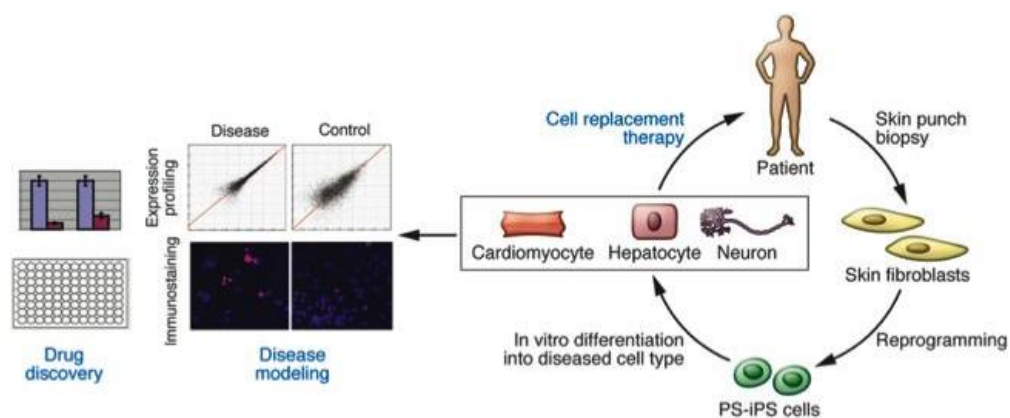 Disease
Control
Expression
profiling
Immunostaining
Drug
discovery
Disease
modeling
Cell replacement
therapy
Patient
Skin punch
biopsy
Cardiomyocyte
Hepatocyte
Neuron
Skin fibroblasts
In vitro differentiation
into diseased cell type
Reprogramming
PS-iPS cells